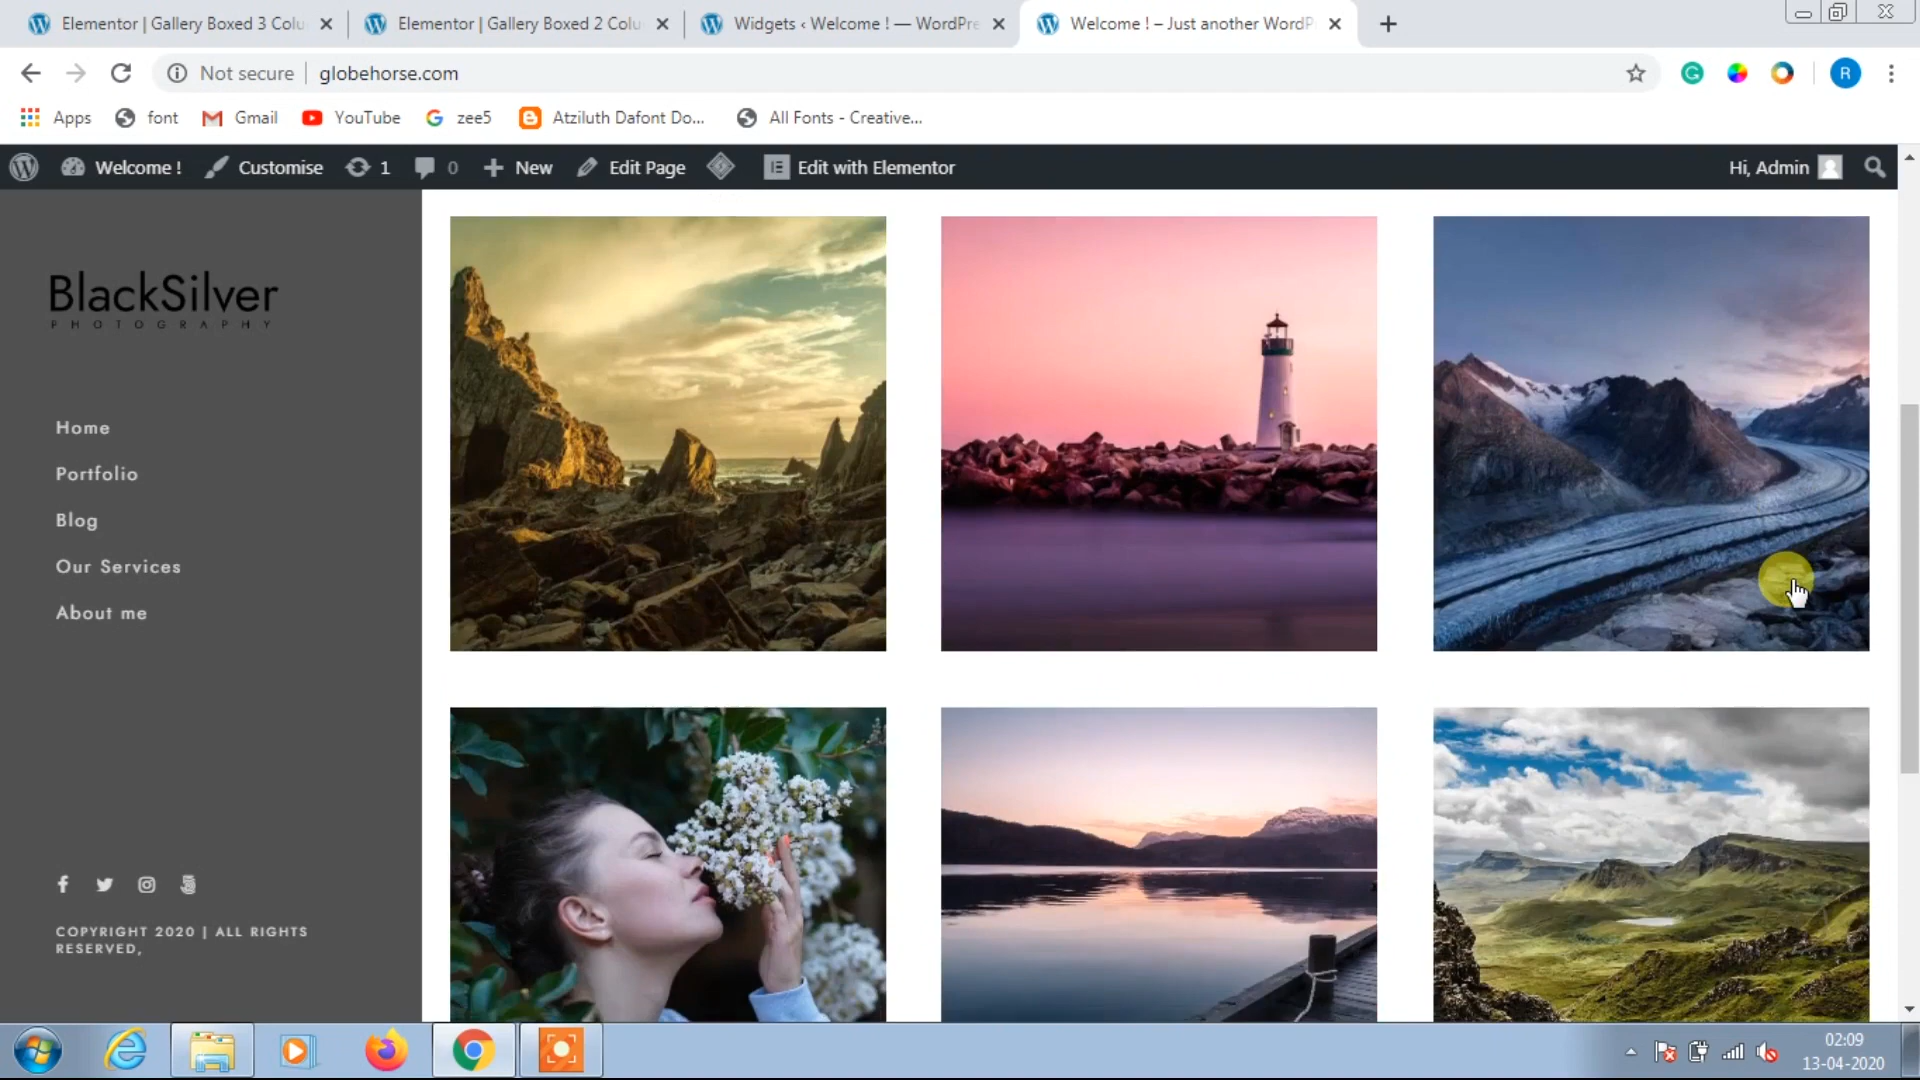 Elementor | Gallery Boxed 3 Colu
Elementor | Gallery Boxed 2 Colu
Widgets ‹ Welcome ! — WordPre
Welcome ! – Just another WordP
Not secure
globehorse.com
R
Apps
font
Gmail
YouTube
zee5
Atziluth Dafont Do...
All Fonts - Creative...
Welcome !
Customise
1
0
New
Edit Page
Edit with Elementor
Hi, Admin
BlackSilver
PHOTOGRAPHY
Home
Portfolio
Blog
Our Services
About me
COPYRIGHT 2020 | ALL RIGHTS
RESERVED,
02:09
13-04-2020